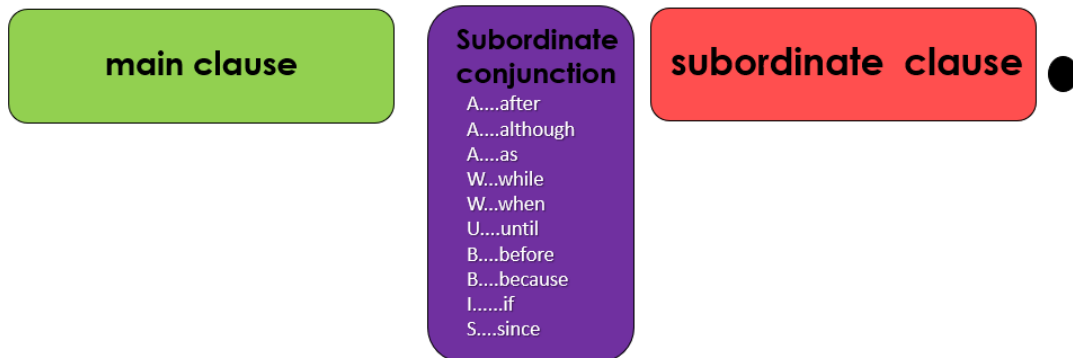 main clause
Subordinate
conjunction
A....after
A....although
A....as
W...while
W...when
U....until
B....before
B....because
I......if
S....since
subordinate  clause